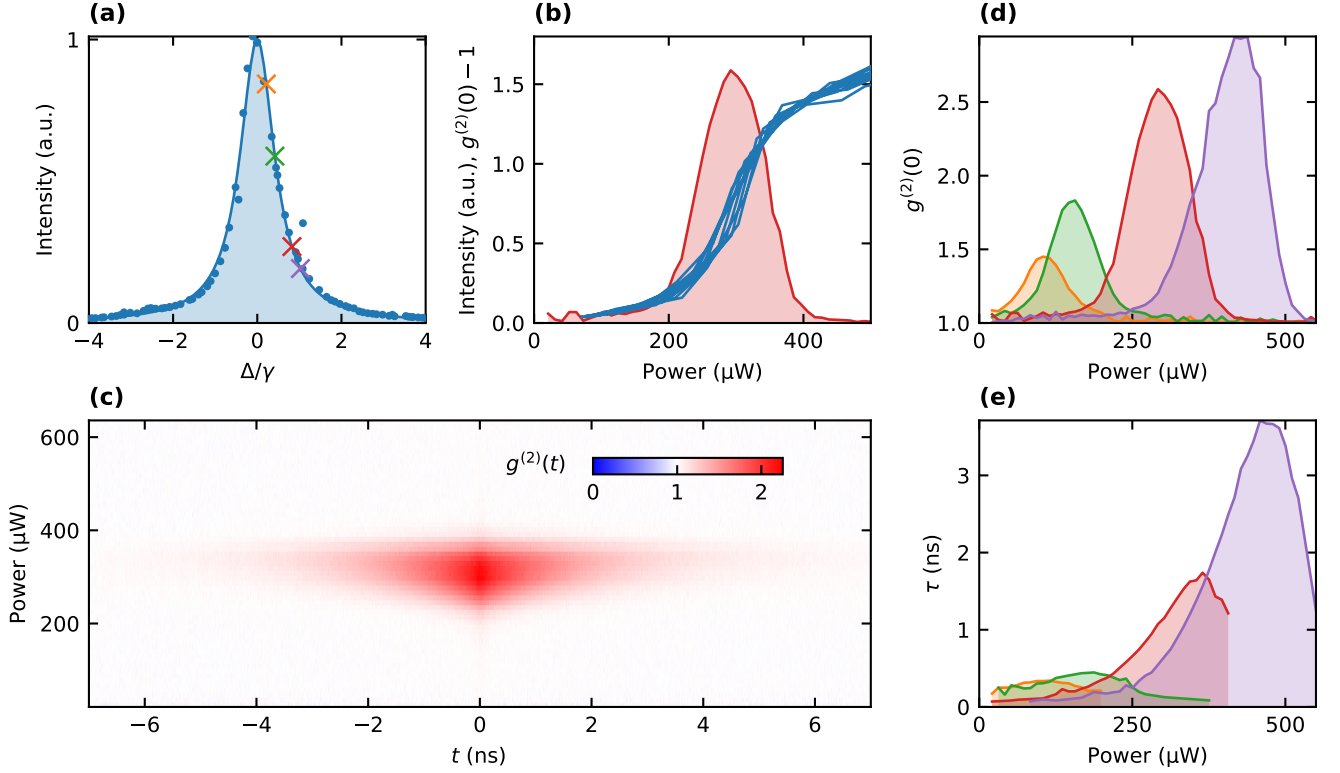 (a)
1
0
Intensity (a.u.)
−4
−2
0
2
4
Δ/γ
(b)
Intensity (a.u.), g⁽²⁾(0) − 1
0.0
0.5
1.0
1.5
200
400
Power (µW)
(d)
g⁽²⁾(0)
1.0
1.5
2.0
2.5
0
250
500
Power (µW)
(c)
Power (µW)
600
400
200
g⁽²⁾(t)
0
1
2
−6
−4
−2
0
2
4
6
t (ns)
(e)
τ (ns)
0
1
2
3
0
250
500
Power (µW)